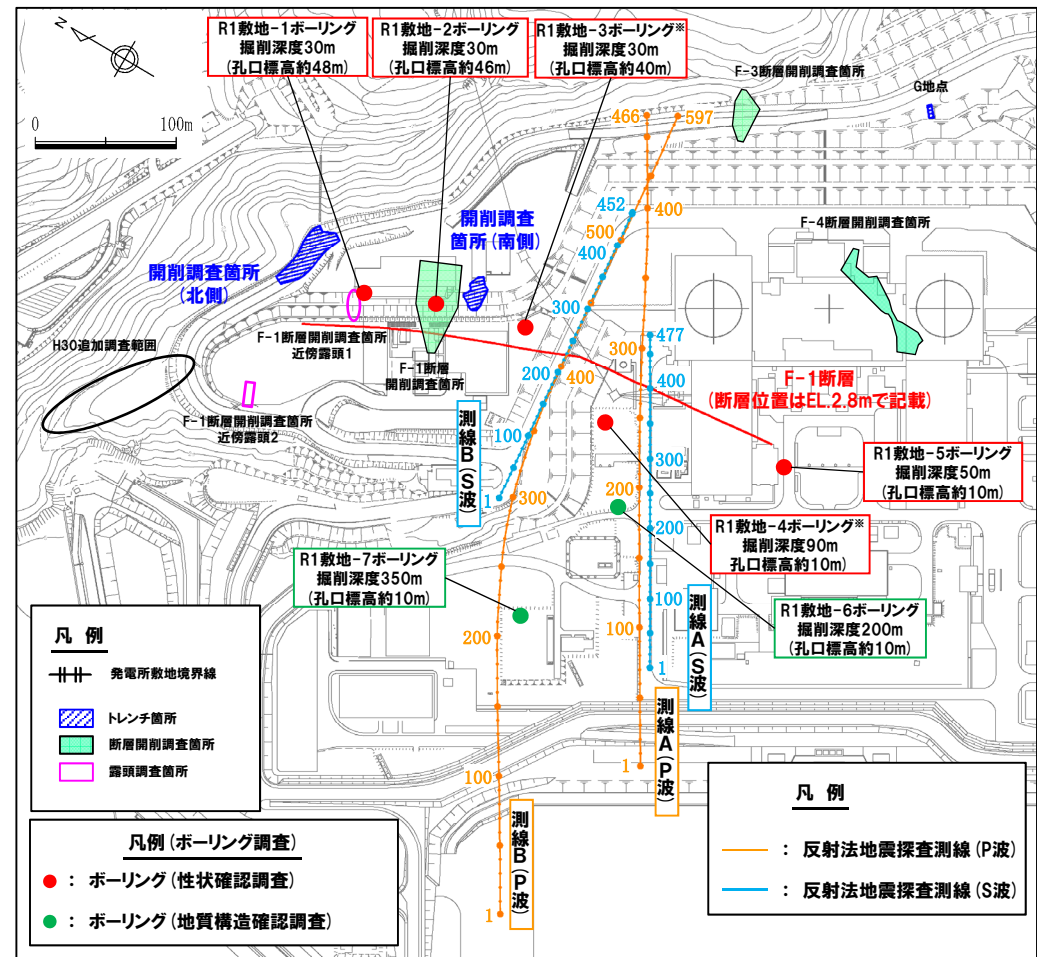 R1敷地-1ボーリング
掘削深度30m
(孔口標高約48m)
R1敷地-2ボーリング
掘削深度30m
(孔口標高約46m)
R1敷地-3ボーリング※
掘削深度30m
(孔口標高約40m)
N
0
100m
F-3断層開削調査箇所
G地点
466
597
452
400
500
400
開削調査
箇所(南側)
F-4断層開削調査箇所
開削調査箇所
(北側)
300
477
H30追加調査範囲
F-1断層開削調査箇所
近傍露頭1
F-1断層
開削調査箇所
300
200
400
400
F-1断層
(断層位置はEL.2.8mで記載)
F-1断層開削調査箇所
近傍露頭2
測線B(S波)
100
300
1
300
200
200
R1敷地-5ボーリング
掘削深度50m
(孔口標高約10m)
R1敷地-4ボーリング※
掘削深度90m
孔口標高約10m)
R1敷地-7ボーリング
掘削深度350m
(孔口標高約10m)
R1敷地-6ボーリング
掘削深度200m
(孔口標高約10m)
測線A(S波)
100
100
200
1
測線A(P波)
1
100
測線B(P波)
1
凡 例
発電所敷地境界線
トレンチ箇所
断層開削調査箇所
露頭調査箇所
凡例(ボーリング調査)
: ボーリング(性状確認調査)
: ボーリング(地質構造確認調査)
凡 例
: 反射法地震探査測線(P波)
: 反射法地震探査測線(S波)